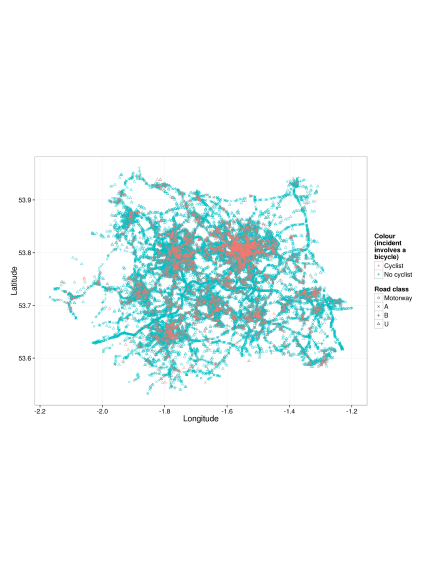 53.9
53.8
53.7
53.6
Latitude
-2.2
-2.0
-1.8
-1.6
-1.4
-1.2
Longitude
Colour
(incident
involves a
bicycle)
Cyclist
No cyclist
Road class
Motorway
A
B
U